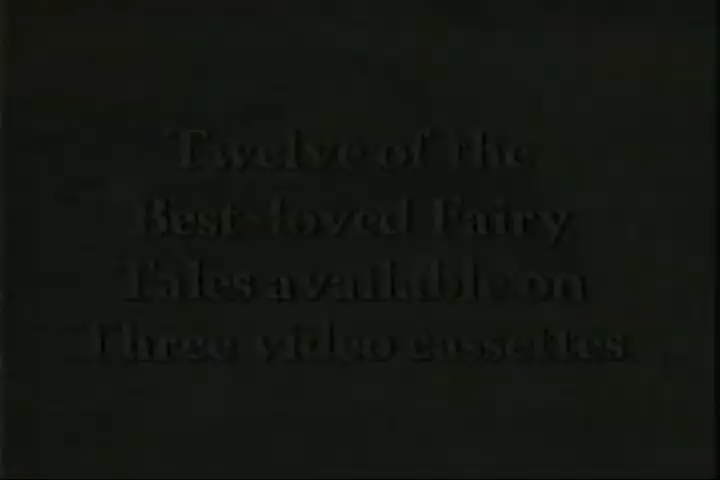 Twelve of the
Best-loved Fairy
Tales available on
Three video cassettes